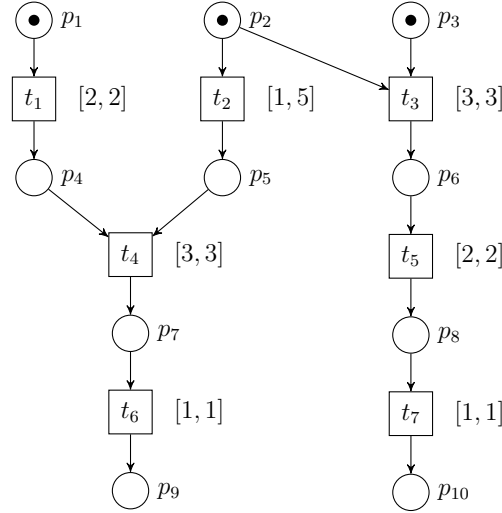 p₁ p₂ p₃
t₁ [2, 2] t₂ [1, 5] t₃ [3, 3]
p₄ p₅ p₆
t₄ [3, 3] t₅ [2, 2]
p₇ p₈
t₆ [1, 1] t₇ [1, 1]
p₉ p₁₀